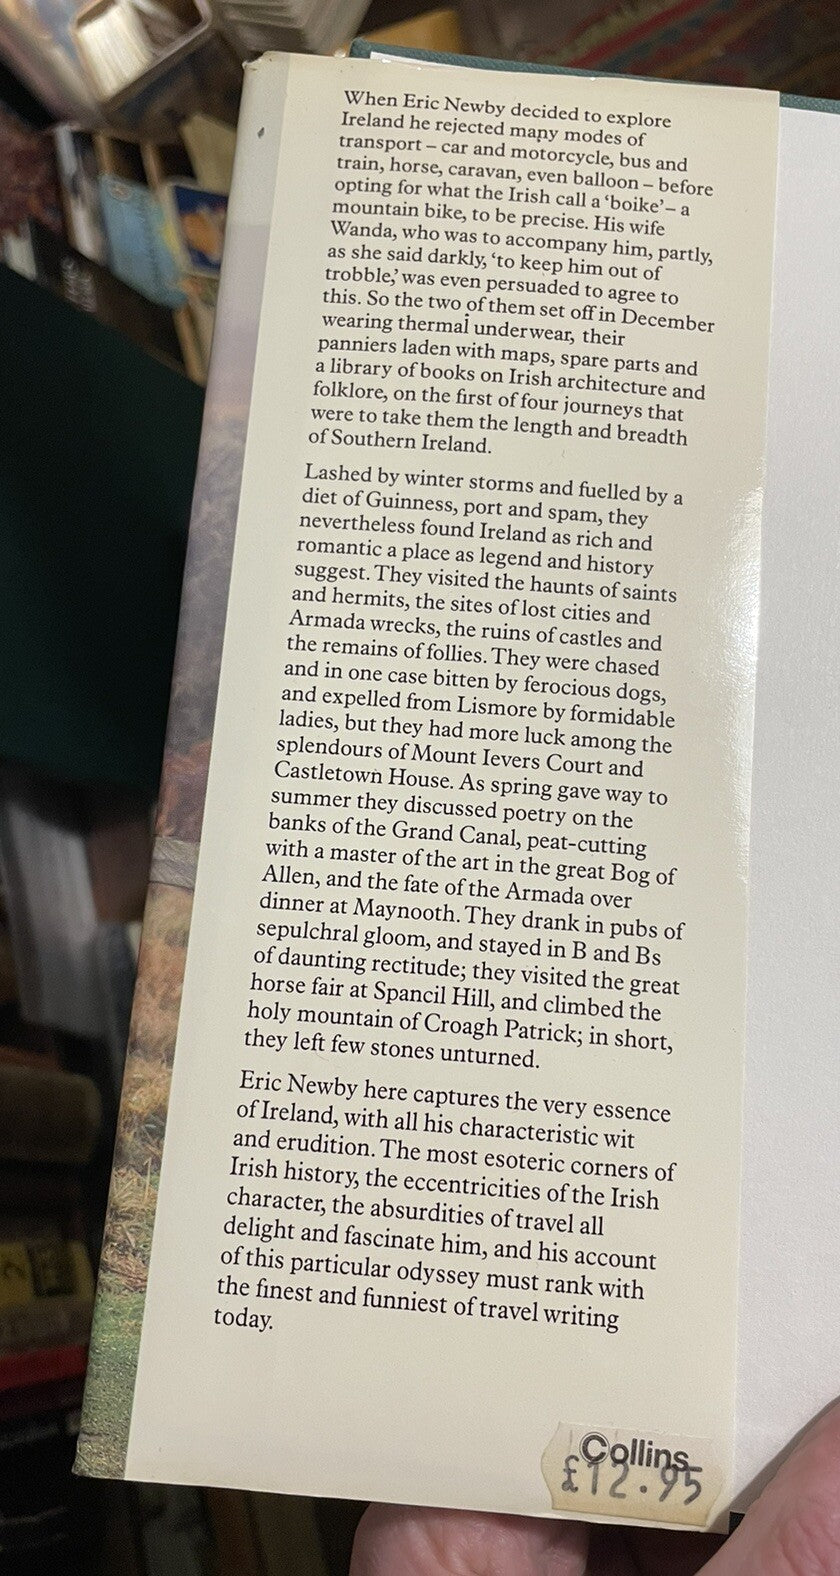 When Eric Newby decided to explore
Ireland he rejected many modes of
transport – car and motorcycle, bus and
train, horse, caravan, even balloon – before
opting for what the Irish call a ‘boike’ – a
mountain bike, to be precise. His wife
Wanda, who was to accompany him, partly,
as she said darkly, ‘to keep him out of
trobble,’ was even persuaded to agree to
this. So the two of them set off in December
wearing thermal underwear, their
panniers laden with maps, spare parts and
a library of books on Irish architecture and
folklore, on the first of four journeys that
were to take them the length and breadth
of Southern Ireland.
Lashed by winter storms and fuelled by a
diet of Guinness, port and spam, they
nevertheless found Ireland as rich and
romantic a place as legend and history
suggest. They visited the haunts of saints
and hermits, the sites of lost cities and
Armada wrecks, the ruins of castles and
the remains of follies. They were chased
and in one case bitten by ferocious dogs,
and expelled from Lismore by formidable
ladies, but they had more luck among the
splendours of Mount Ievers Court and
Castletown House. As spring gave way to
summer they discussed poetry on the
banks of the Grand Canal, peat-cutting
with a master of the art in the great Bog of
Allen, and the fate of the Armada over
dinner at Maynooth. They drank in pubs of
sepulchral gloom, and stayed in B and Bs
of daunting rectitude; they visited the great
horse fair at Spancil Hill, and climbed the
holy mountain of Croagh Patrick; in short,
they left few stones unturned.
Eric Newby here captures the very essence
of Ireland, with all his characteristic wit
and erudition. The most esoteric corners of
Irish history, the eccentricities of the Irish
character, the absurdities of travel all
delight and fascinate him, and his account
of this particular odyssey must rank with
the finest and funniest of travel writing
today.
Collins
£12.95